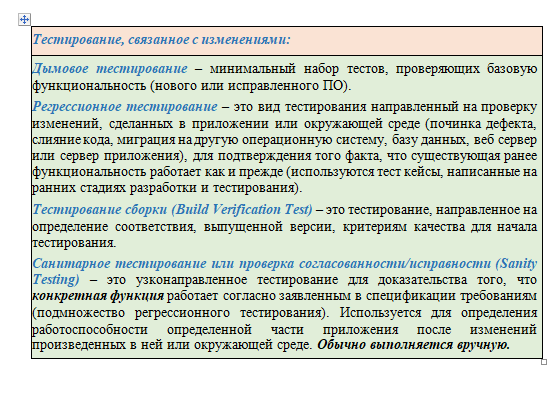 Тестирование, связанное с изменениями:
Дымовое тестирование – минимальный набор тестов, проверяющих базовую
функциональность (нового или исправленного ПО).
Регрессионное тестирование – это вид тестирования направленный на проверку
изменений, сделанных в приложении или окружающей среде (починка дефекта,
слияние кода, миграция на другую операционную систему, базу данных, веб сервер
или сервер приложения), для подтверждения того факта, что существующая ранее
функциональность работает как и прежде (используются тест кейсы, написанные на
ранних стадиях разработки и тестирования).
Тестирование сборки (Build Verification Test) – это тестирование, направленное на
определение соответствия, выпущенной версии, критериям качества для начала
тестирования.
Санитарное тестирование или проверка согласованности/исправности (Sanity
Testing) – это узконаправленное тестирование для доказательства того, что
конкретная функция работает согласно заявленным в спецификации требованиям
(подмножество регрессионного тестирования). Используется для определения
работоспособности определенной части приложения после изменений
произведенных в ней или окружающей среде. Обычно выполняется вручную.